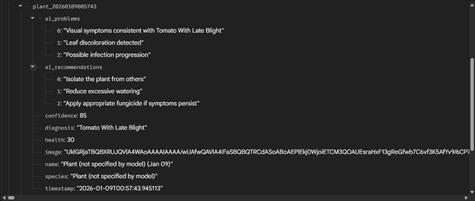 plant_20260109005743
ai_problems
0: "Visual symptoms consistent with Tomato With Late Blight"
1: "Leaf discoloration detected"
2: "Possible infection progression"
ai_recommendations
0: "Isolate the plant from others"
1: "Reduce excessive watering"
2: "Apply appropriate fungicide if symptoms persist"
confidence: 85
diagnosis: "Tomato With Late Blight"
health: 30
image:
name: "Plant (not specified by model) (Jan 09)"
species: "Plant (not specified by model)"
timestamp: "2026-01-09T00:57:43.945113"